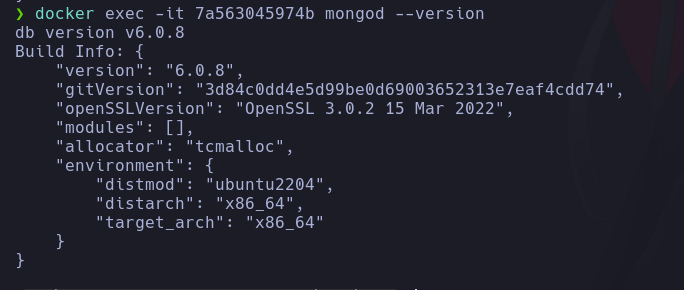 ❯ docker exec -it 7a563045974b mongod --version
db version v6.0.8
Build Info: {
    "version": "6.0.8",
    "gitVersion": "3d84c0dd4e5d99be0d69003652313e7eaf4cdd74",
    "openSSLVersion": "OpenSSL 3.0.2 15 Mar 2022",
    "modules": [],
    "allocator": "tcmalloc",
    "environment": {
        "distmod": "ubuntu2204",
        "distarch": "x86_64",
        "target_arch": "x86_64"
    }
}